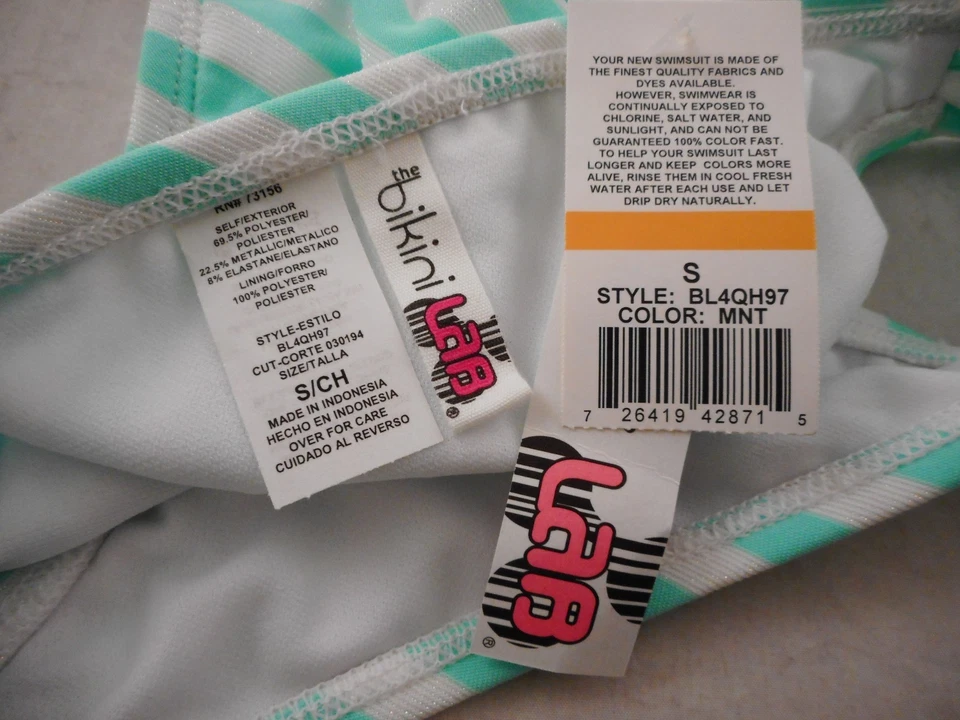 YOUR NEW SWIMSUIT IS MADE OF
THE FINEST QUALITY FABRICS AND
DYES AVAILABLE.
HOWEVER, SWIMWEAR IS
CONTINUALLY EXPOSED TO
CHLORINE, SALT WATER, AND
SUNLIGHT, AND CAN NOT BE
GUARANTEED 100% COLOR FAST.
TO HELP YOUR SWIMSUIT LAST
LONGER AND KEEP COLORS MORE
ALIVE, RINSE THEM IN COOL FRESH
WATER AFTER EACH USE AND LET
DRIP DRY NATURALLY.
S
STYLE: BL4QH97
COLOR: MNT
7 26419 42871 5
RN# 73156
SELF/EXTERIOR
69.5% POLYESTER/
POLIESTER
22.5% METALLIC/METALICO
8% ELASTANE/ELASTANO
LINING/FORRO
100% POLYESTER/
POLIESTER
STYLE-ESTILO
BL4QH97
CUT-CORTE 030194
SIZE/TALLA
S/CH
MADE IN INDONESIA
HECHO EN INDONESIA
OVER FOR CARE
CUIDADO AL REVERSO
the bikini LAB ®
LAB ®